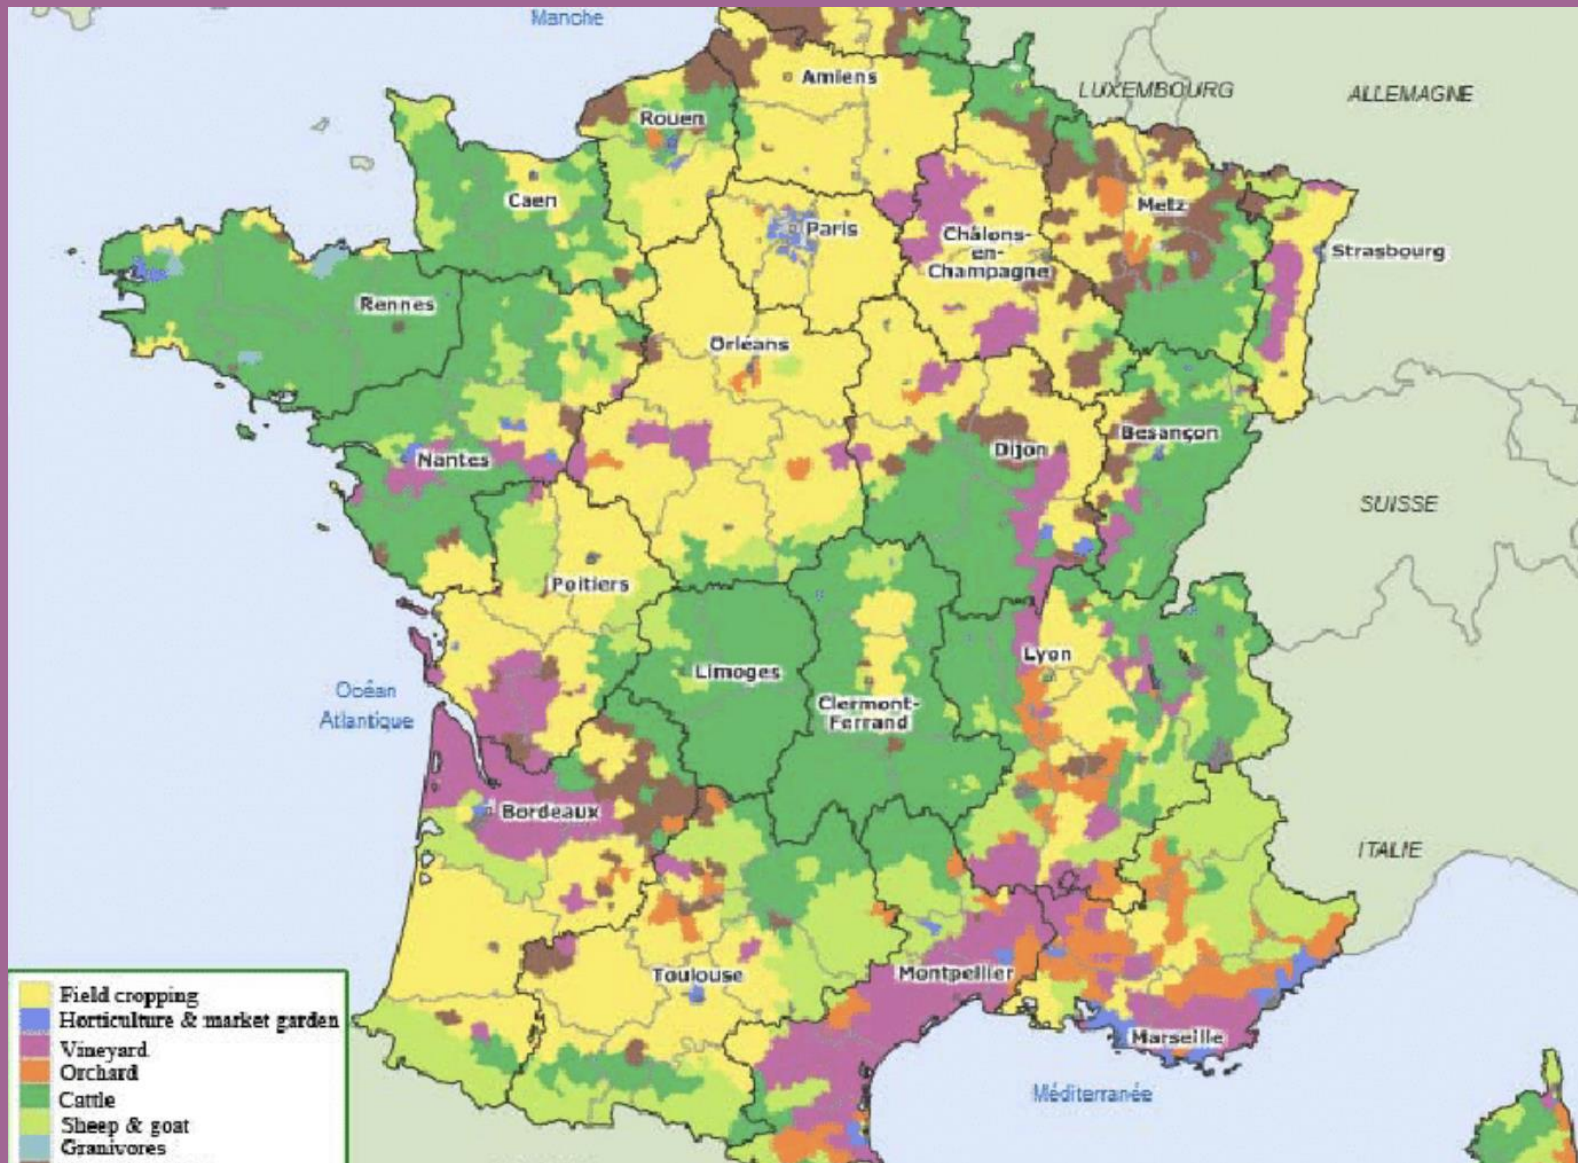 Manche
Amiens
LUXEMBOURG
ALLEMAGNE
Rouen
Caen
Metz
Paris
Châlons-
en-
Champagne
Strasbourg
Rennes
Orléans
Besançon
Dijon
Nantes
SUISSE
Poitiers
Lyon
Limoges
Clermont-
Ferrand
Océan
Atlantique
Bordeaux
ITALIE
Toulouse
Montpellier
Marseille
Méditerranée
Field cropping
Horticulture & market garden
Vineyard
Orchard
Cattle
Sheep & goat
Granivores